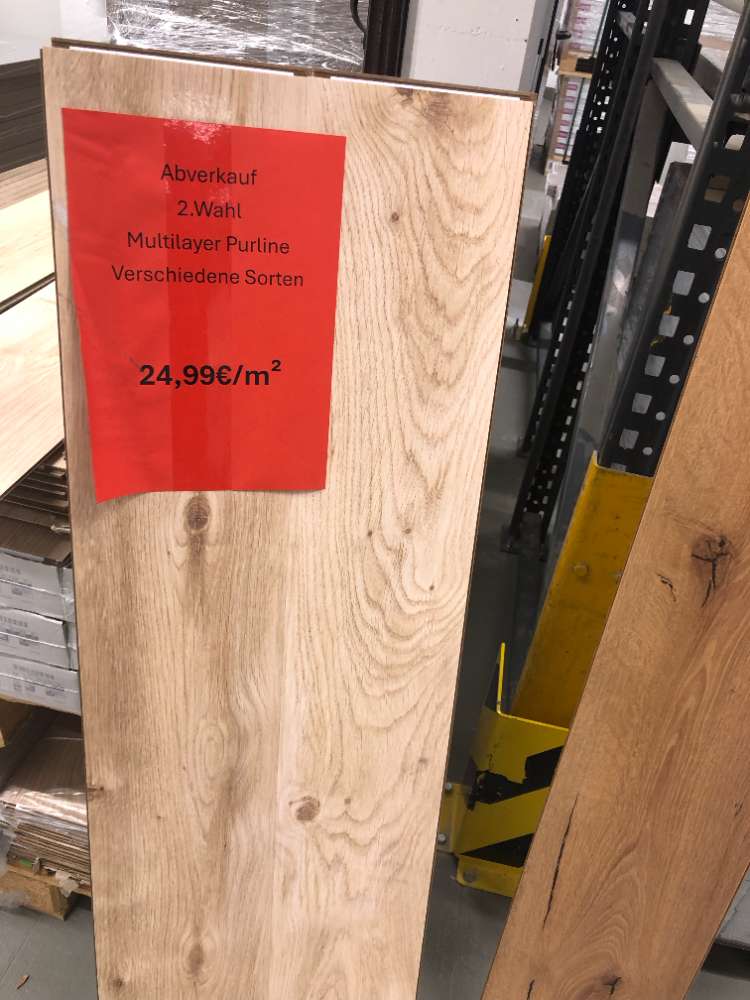 Abverkauf
2.Wahl
Multilayer Purline
Verschiedene Sorten
24,99€/m²